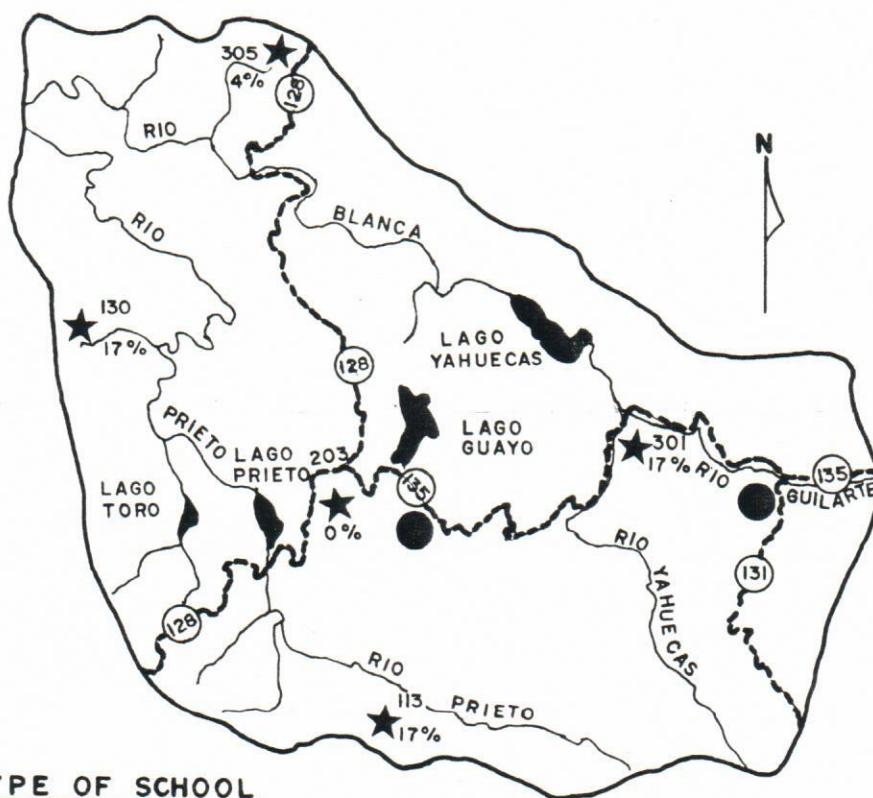 305
4%
128
RIO
N
RIO
BLANCA
130
17%
LAGO
YAHUECAS
128
PRIETO
LAGO
PRIETO
203
LAGO
GUAYO
301
17%
RIO
135
GUILARTE
LAGO
TORO
135
0%
RIO
YAHUECAS
131
128
RIO
PRIETO
113
17%
PE OF SCHOOL